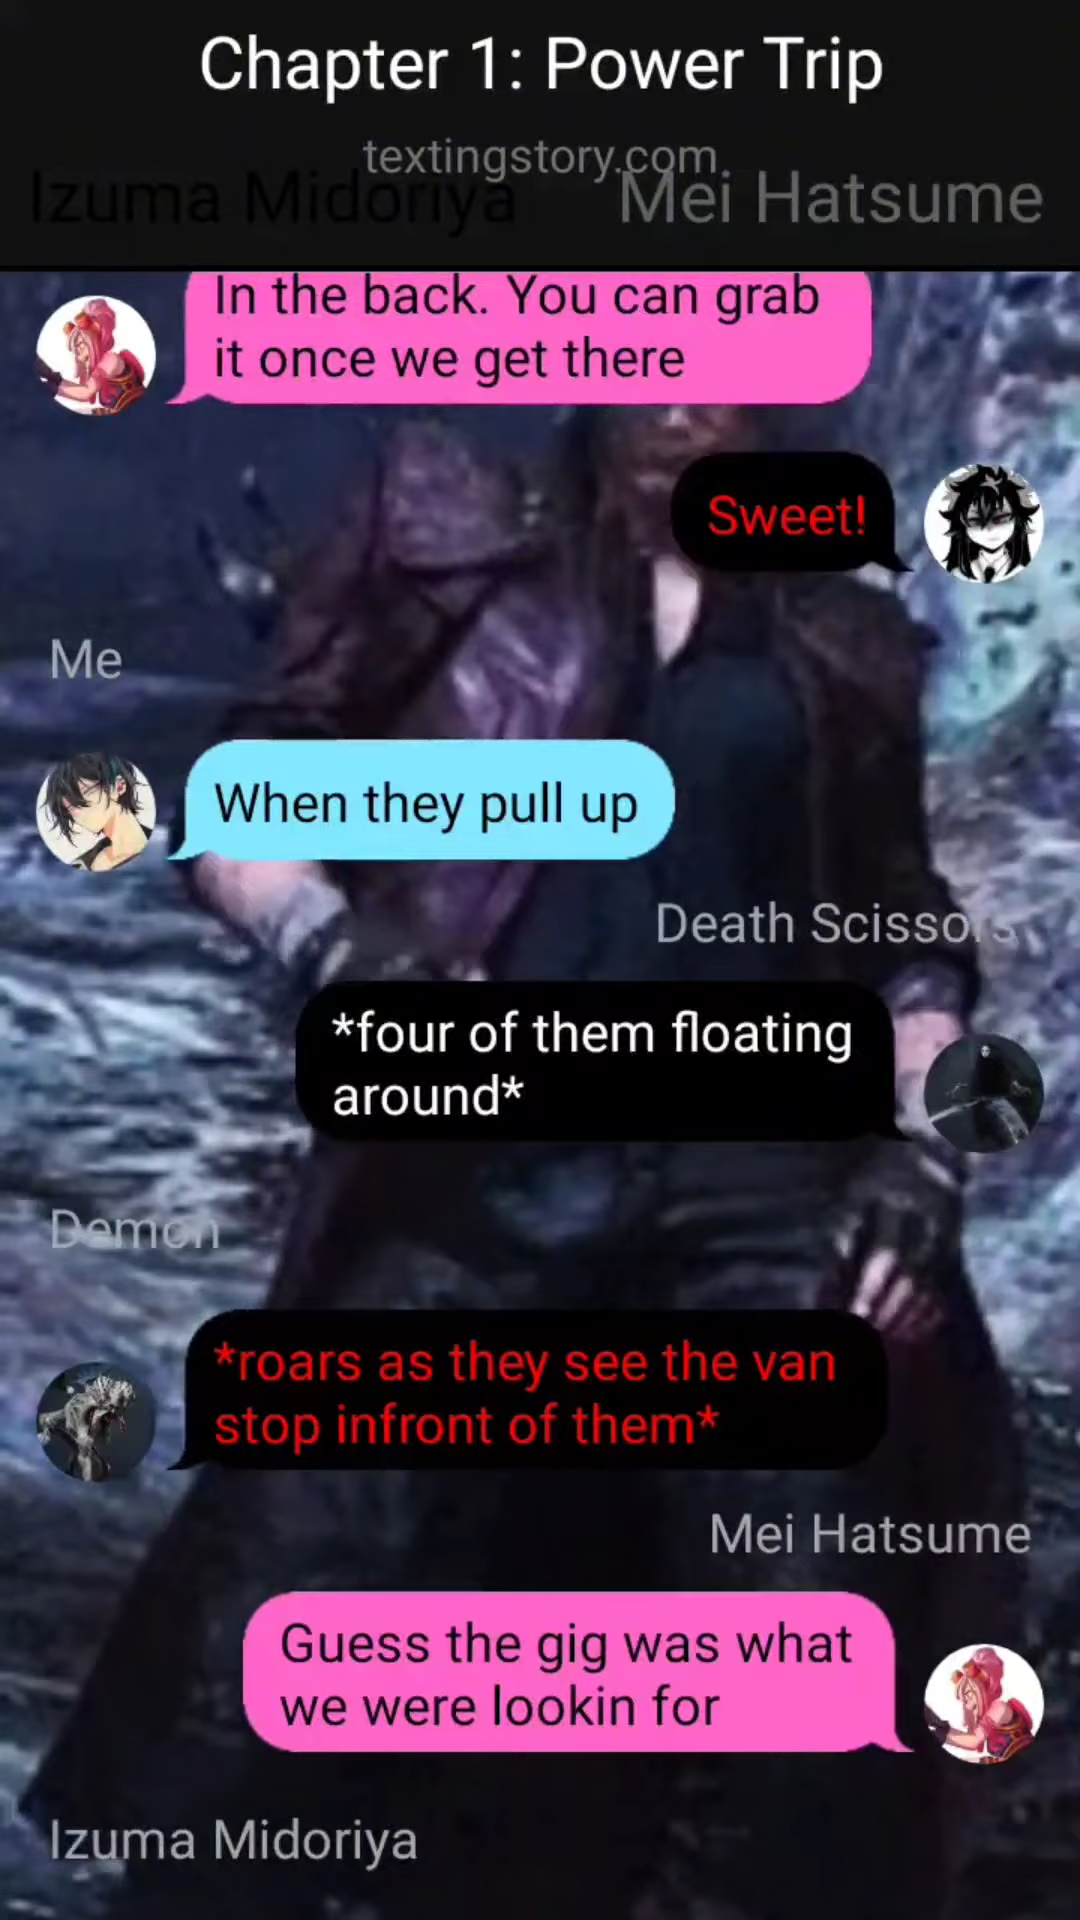 Chapter 1: Power Trip
textingstory.com
Izuma Midoriya
Mei Hatsume
In the back. You can grab
it once we get there
Sweet!
Me
When they pull up
Death Scissors
*four of them floating
around*
Demon
*roars as they see the van
stop infront of them*
Mei Hatsume
Guess the gig was what
we were lookin for
Izuma Midoriya